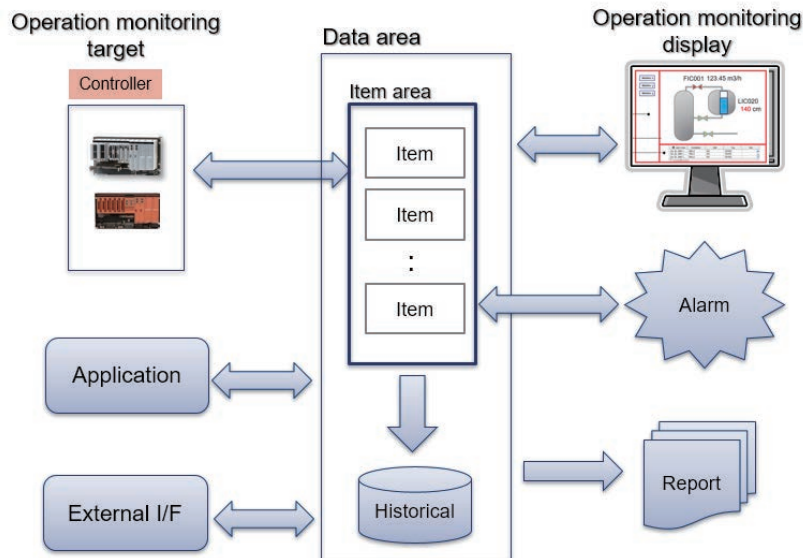 Operation monitoring
target
Controller
Data area
Item area
Item
Item
:
Item
Historical
Application
External I/F
Operation monitoring
display
FIC001 123.45 m3/h
LIC020
140 cm
Alarm
Report